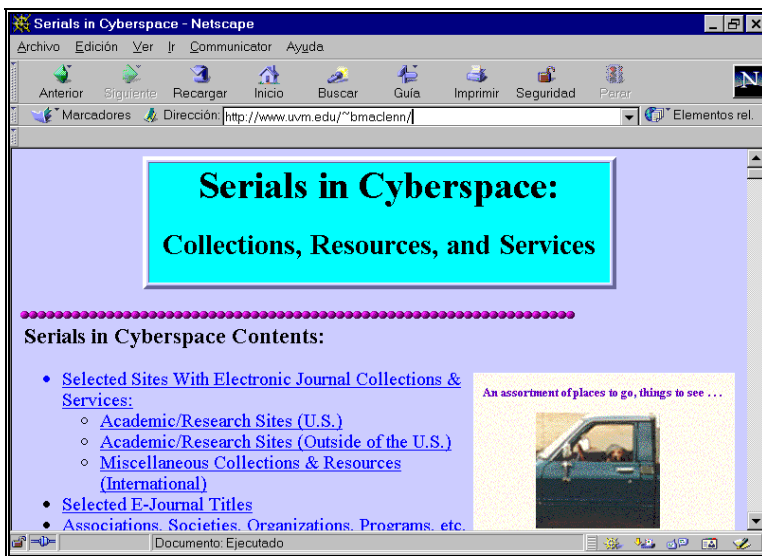 Serials in Cyberspace - Netscape
Archivo Edición Ver Ir Communicator Ayuda
Anterior Siguiente Recargar Inicio Buscar Guía Imprimir Seguridad Parar
N
Marcadores Dirección: http://www.uvm.edu/~bmaclenn/ Elementos rel.
Serials in Cyberspace:
Collections, Resources, and Services
Serials in Cyberspace Contents:
Selected Sites With Electronic Journal Collections &
Services:
Academic/Research Sites (U.S.)
Academic/Research Sites (Outside of the U.S.)
Miscellaneous Collections & Resources
(International)
Selected E-Journal Titles
Associations, Societies, Organizations, Programs, etc.
An assortment of places to go, things to see . . .
Documento: Ejecutado